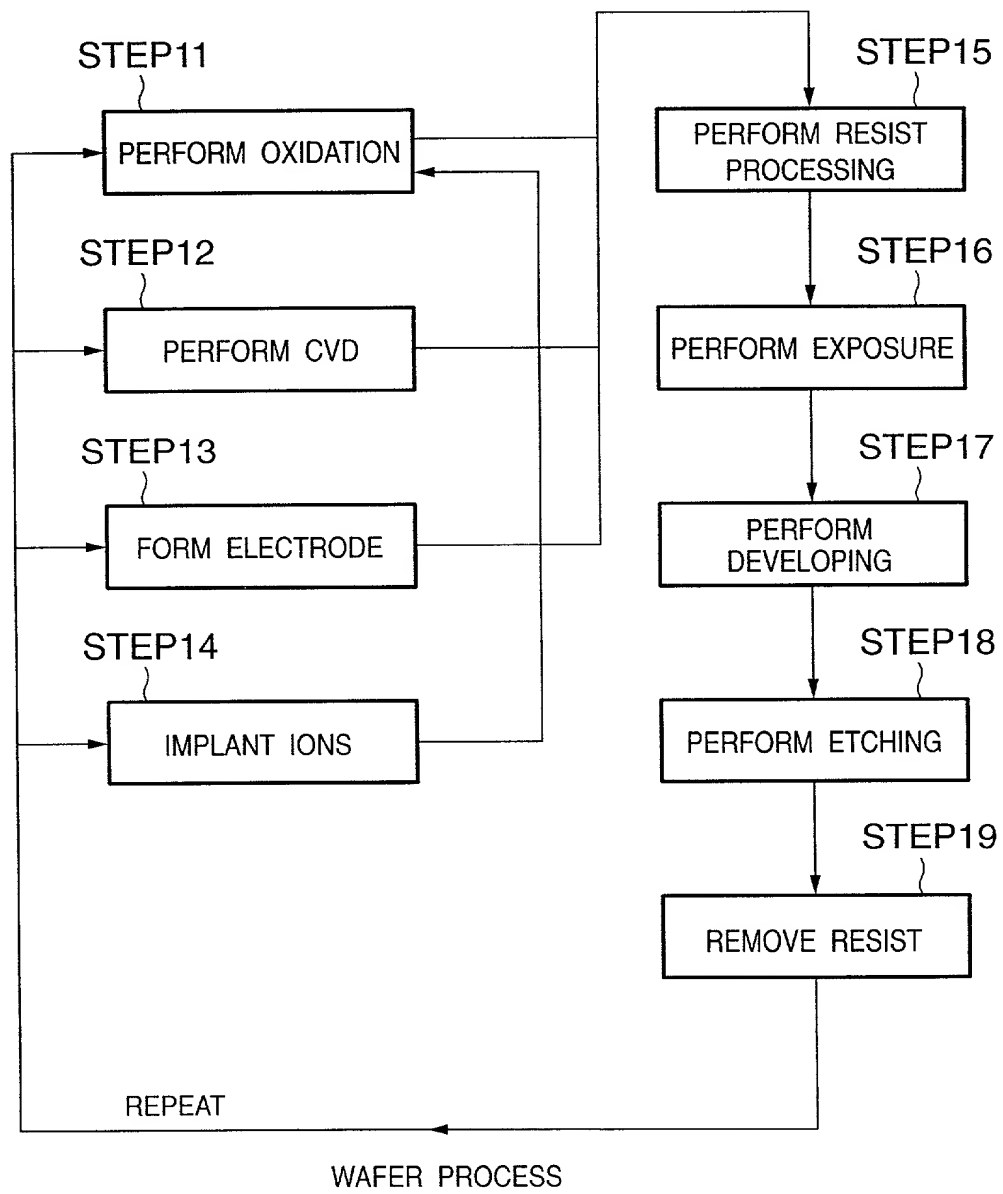 STEP11
PERFORM OXIDATION
STEP12
PERFORM CVD
STEP13
FORM ELECTRODE
STEP14
IMPLANT IONS
STEP15
PERFORM RESIST
PROCESSING
STEP16
PERFORM EXPOSURE
STEP17
PERFORM
DEVELOPING
STEP18
PERFORM ETCHING
STEP19
REMOVE RESIST
REPEAT
WAFER PROCESS